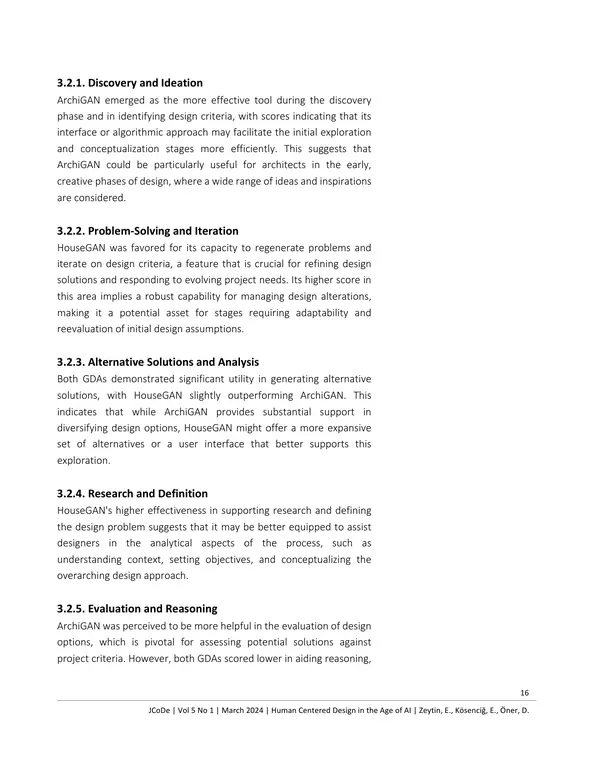 3.2.1. Discovery and Ideation
ArchiGAN emerged as the more effective tool during the discovery
phase and in identifying design criteria, with scores indicating that its
interface or algorithmic approach may facilitate the initial exploration
and conceptualization stages more efficiently. This suggests that
ArchiGAN could be particularly useful for architects in the early,
creative phases of design, where a wide range of ideas and inspirations
are considered.
3.2.2. Problem-Solving and Iteration
HouseGAN was favored for its capacity to regenerate problems and
iterate on design criteria, a feature that is crucial for refining design
solutions and responding to evolving project needs. Its higher score in
this area implies a robust capability for managing design alterations,
making it a potential asset for stages requiring adaptability and
reevaluation of initial design assumptions.
3.2.3. Alternative Solutions and Analysis
Both GDAs demonstrated significant utility in generating alternative
solutions, with HouseGAN slightly outperforming ArchiGAN. This
indicates that while ArchiGAN provides substantial support in
diversifying design options, HouseGAN might offer a more expansive
set of alternatives or a user interface that better supports this
exploration.
3.2.4. Research and Definition
HouseGAN's higher effectiveness in supporting research and defining
the design problem suggests that it may be better equipped to assist
designers in the analytical aspects of the process, such as
understanding context, setting objectives, and conceptualizing the
overarching design approach.
3.2.5. Evaluation and Reasoning
ArchiGAN was perceived to be more helpful in the evaluation of design
options, which is pivotal for assessing potential solutions against
project criteria. However, both GDAs scored lower in aiding reasoning,
16
JCoDe | Vol 5 No 1 | March 2024 | Human Centered Design in the Age of AI | Zeytin, E., Kösenciğ, E., Öner, D.